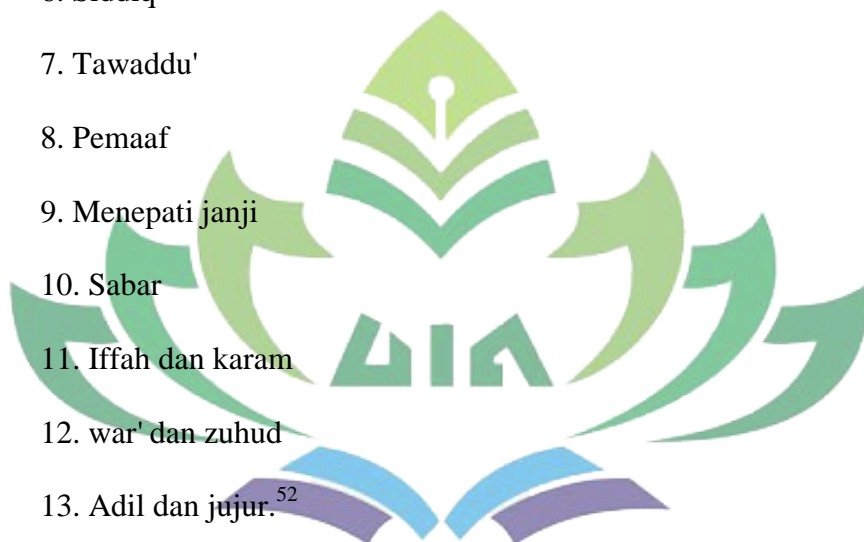 7. Tawaddu'
8. Pemaaf
9. Menepati janji
10. Sabar
UIN
11. Iffah dan karam
12. war' dan zuhud
13. Adil dan jujur.52